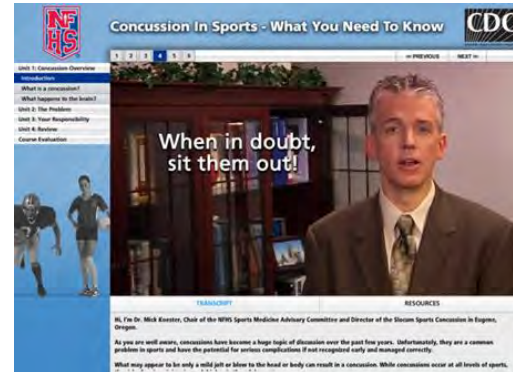 NF
HS
Concussion In Sports - What You Need To Know
CDC
1 2 3 4 5 6
<< PREVIOUS NEXT >>
Unit 1: Concussion Overview
Introduction
What is a concussion?
What happens to the brain?
Unit 2: The Problem
Unit 3: Your Responsibility
Unit 4: Review
Course Evaluation
When in doubt,
sit them out!
TRANSCRIPT RESOURCES
Hi, I'm Dr. Mick Koester, Chair of the NFHS Sports Medicine Advisory Committee and Director of the Slocum Sports Concussion in Eugene,
Oregon.
As you are well aware, concussions have become a huge topic of discussion over the past few years. Unfortunately, they are a common
problem in sports and have the potential for serious complications if not recognized early and managed correctly.
What may appear to be only a mild jolt or blow to the head or body can result in a concussion. While concussions occur at all levels of sports,